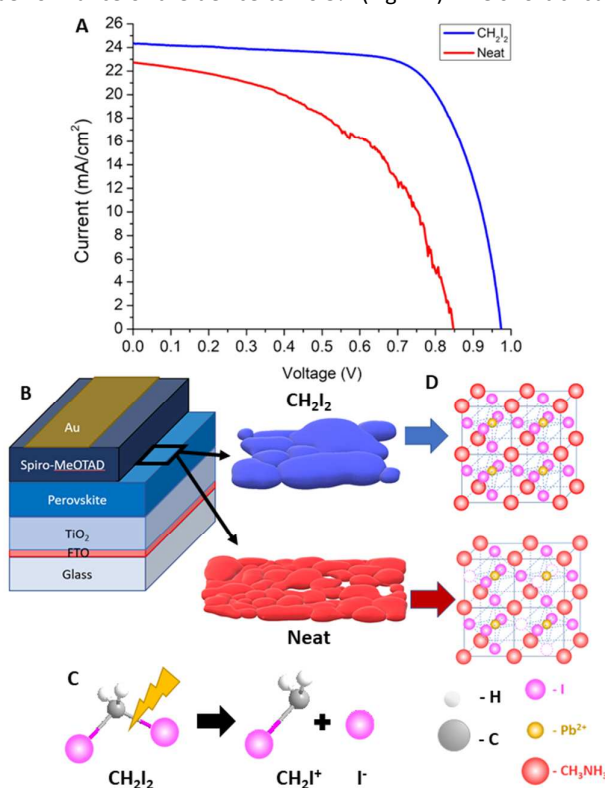 A
CH2I2
Neat
Current (mA/cm²)
26
24
22
20
18
16
14
12
10
8
6
4
2
0
0.0 0.1 0.2 0.3 0.4 0.5 0.6 0.7 0.8 0.9 1.0
Voltage (V)
B
CH₂I₂
D
Au
Spiro-MeOTAD
Perovskite
TiO₂
FTO
Glass
Neat
C
CH₂I₂
CH₂I⁺
+
I⁻
- H
- C
- I
- Pb²⁺
- CH₃NH₃